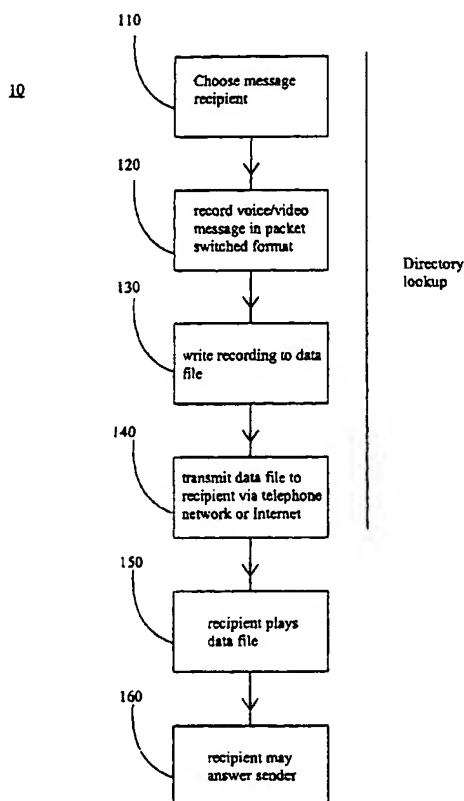 110
10
Choose message
recipient
120
record voice/video
message in packet
switched format
Directory
lookup
130
write recording to data
file
140
transmit data file to
recipient via telephone
network or Internet
150
recipient plays
data file
160
recipient may
answer sender